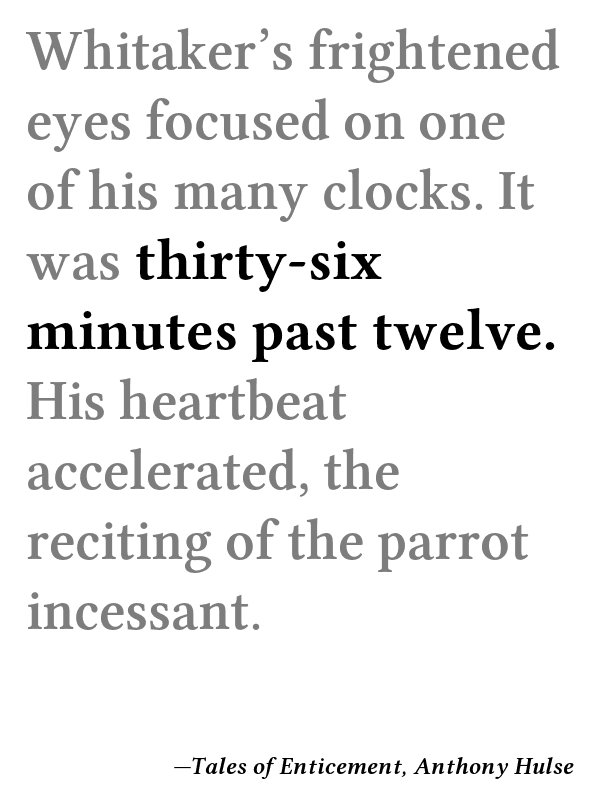 Whitaker’s frightened
eyes focused on one
of his many clocks. It
was thirty-six
minutes past twelve.
His heartbeat
accelerated, the
reciting of the parrot
incessant.
—Tales of Enticement, Anthony Hulse